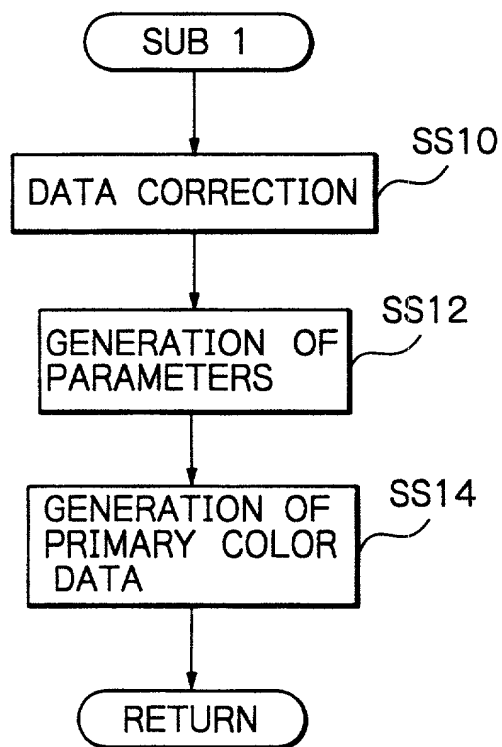 SUB 1
SS10
DATA CORRECTION
SS12
GENERATION OF
PARAMETERS
SS14
GENERATION OF
PRIMARY COLOR
DATA
RETURN